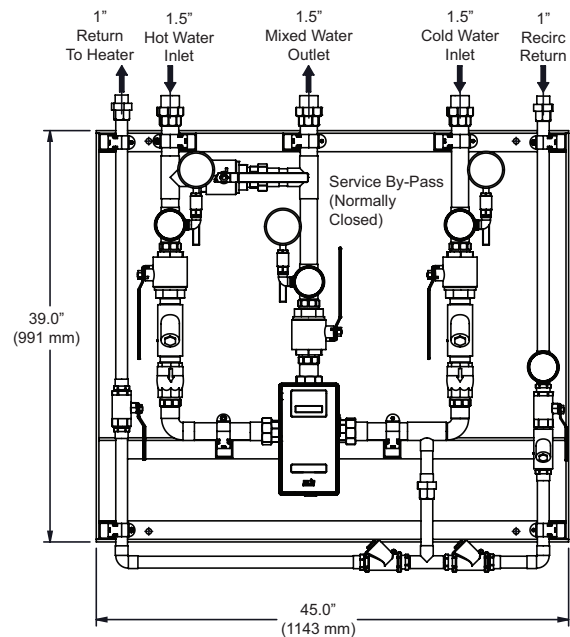 1”
Return
To Heater
1.5”
Hot Water
Inlet
1.5”
Mixed Water
Outlet
1.5”
Cold Water
Inlet
1”
Recirc
Return
Service By-Pass
(Normally
Closed)
39.0”
(991 mm)
45.0”
(1143 mm)